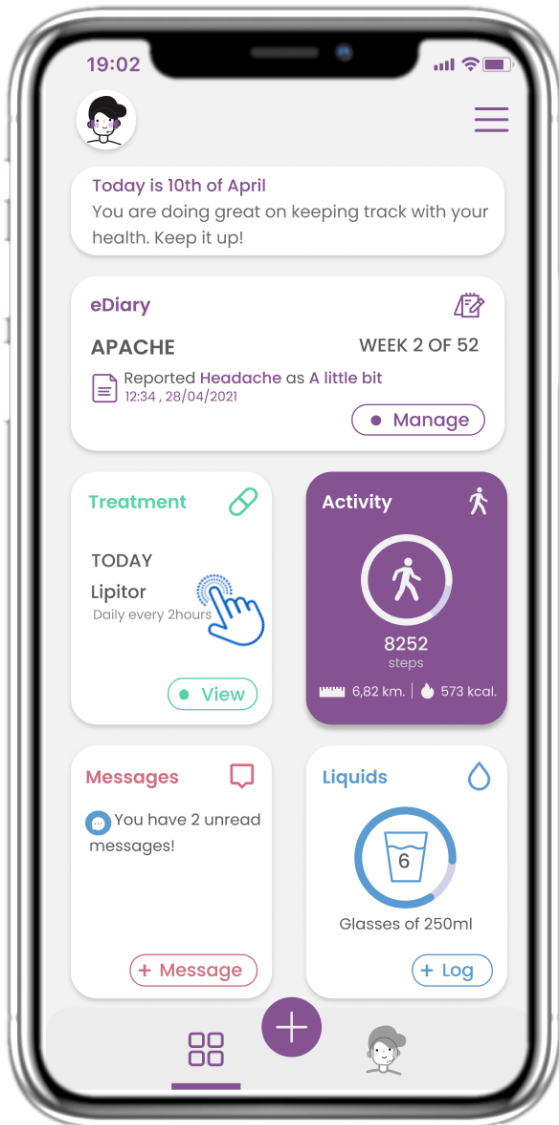 19:02
Today is 10th of April
You are doing great on keeping track with your
health. Keep it up!
eDiary
APACHE
WEEK 2 OF 52
Reported Headache as A little bit
12:34 , 28/04/2021
Manage
Treatment
TODAY
Lipitor
Daily every 2hours
View
Activity
8252
steps
6,82 km.
573 kcal.
Messages
You have 2 unread
messages!
+ Message
Liquids
6
Glasses of 250ml
+ Log